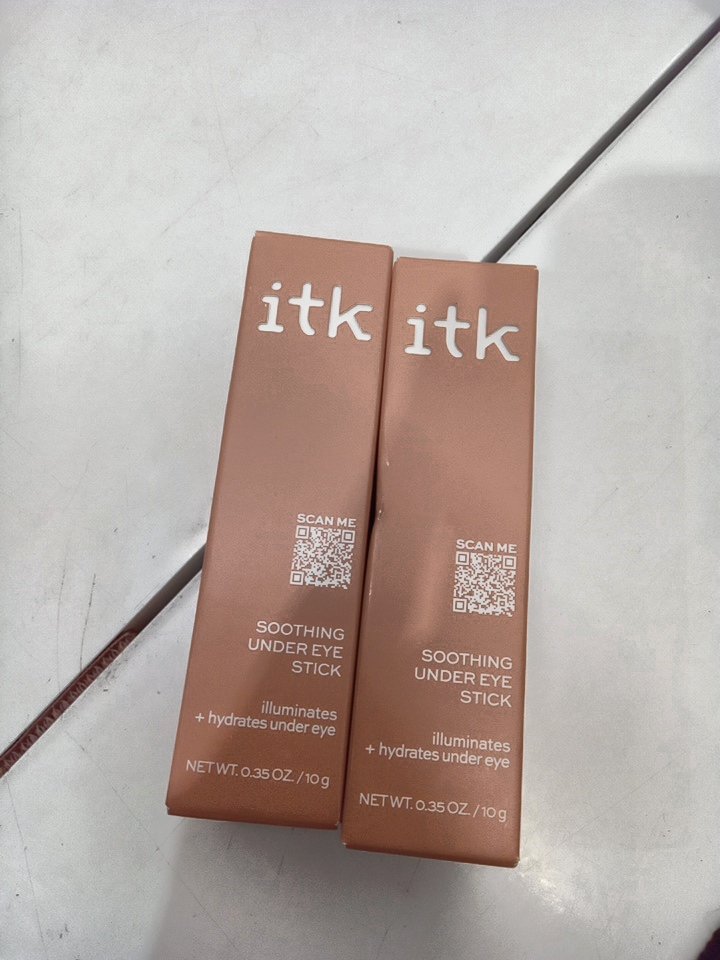 itk
SCAN ME
SOOTHING
UNDER EYE
STICK
illuminates
+ hydrates under eye
NET WT. 0.35 OZ. / 10 g
itk
SCAN ME
SOOTHING
UNDER EYE
STICK
illuminates
+ hydrates under eye
NET WT. 0.35 OZ. / 10 g